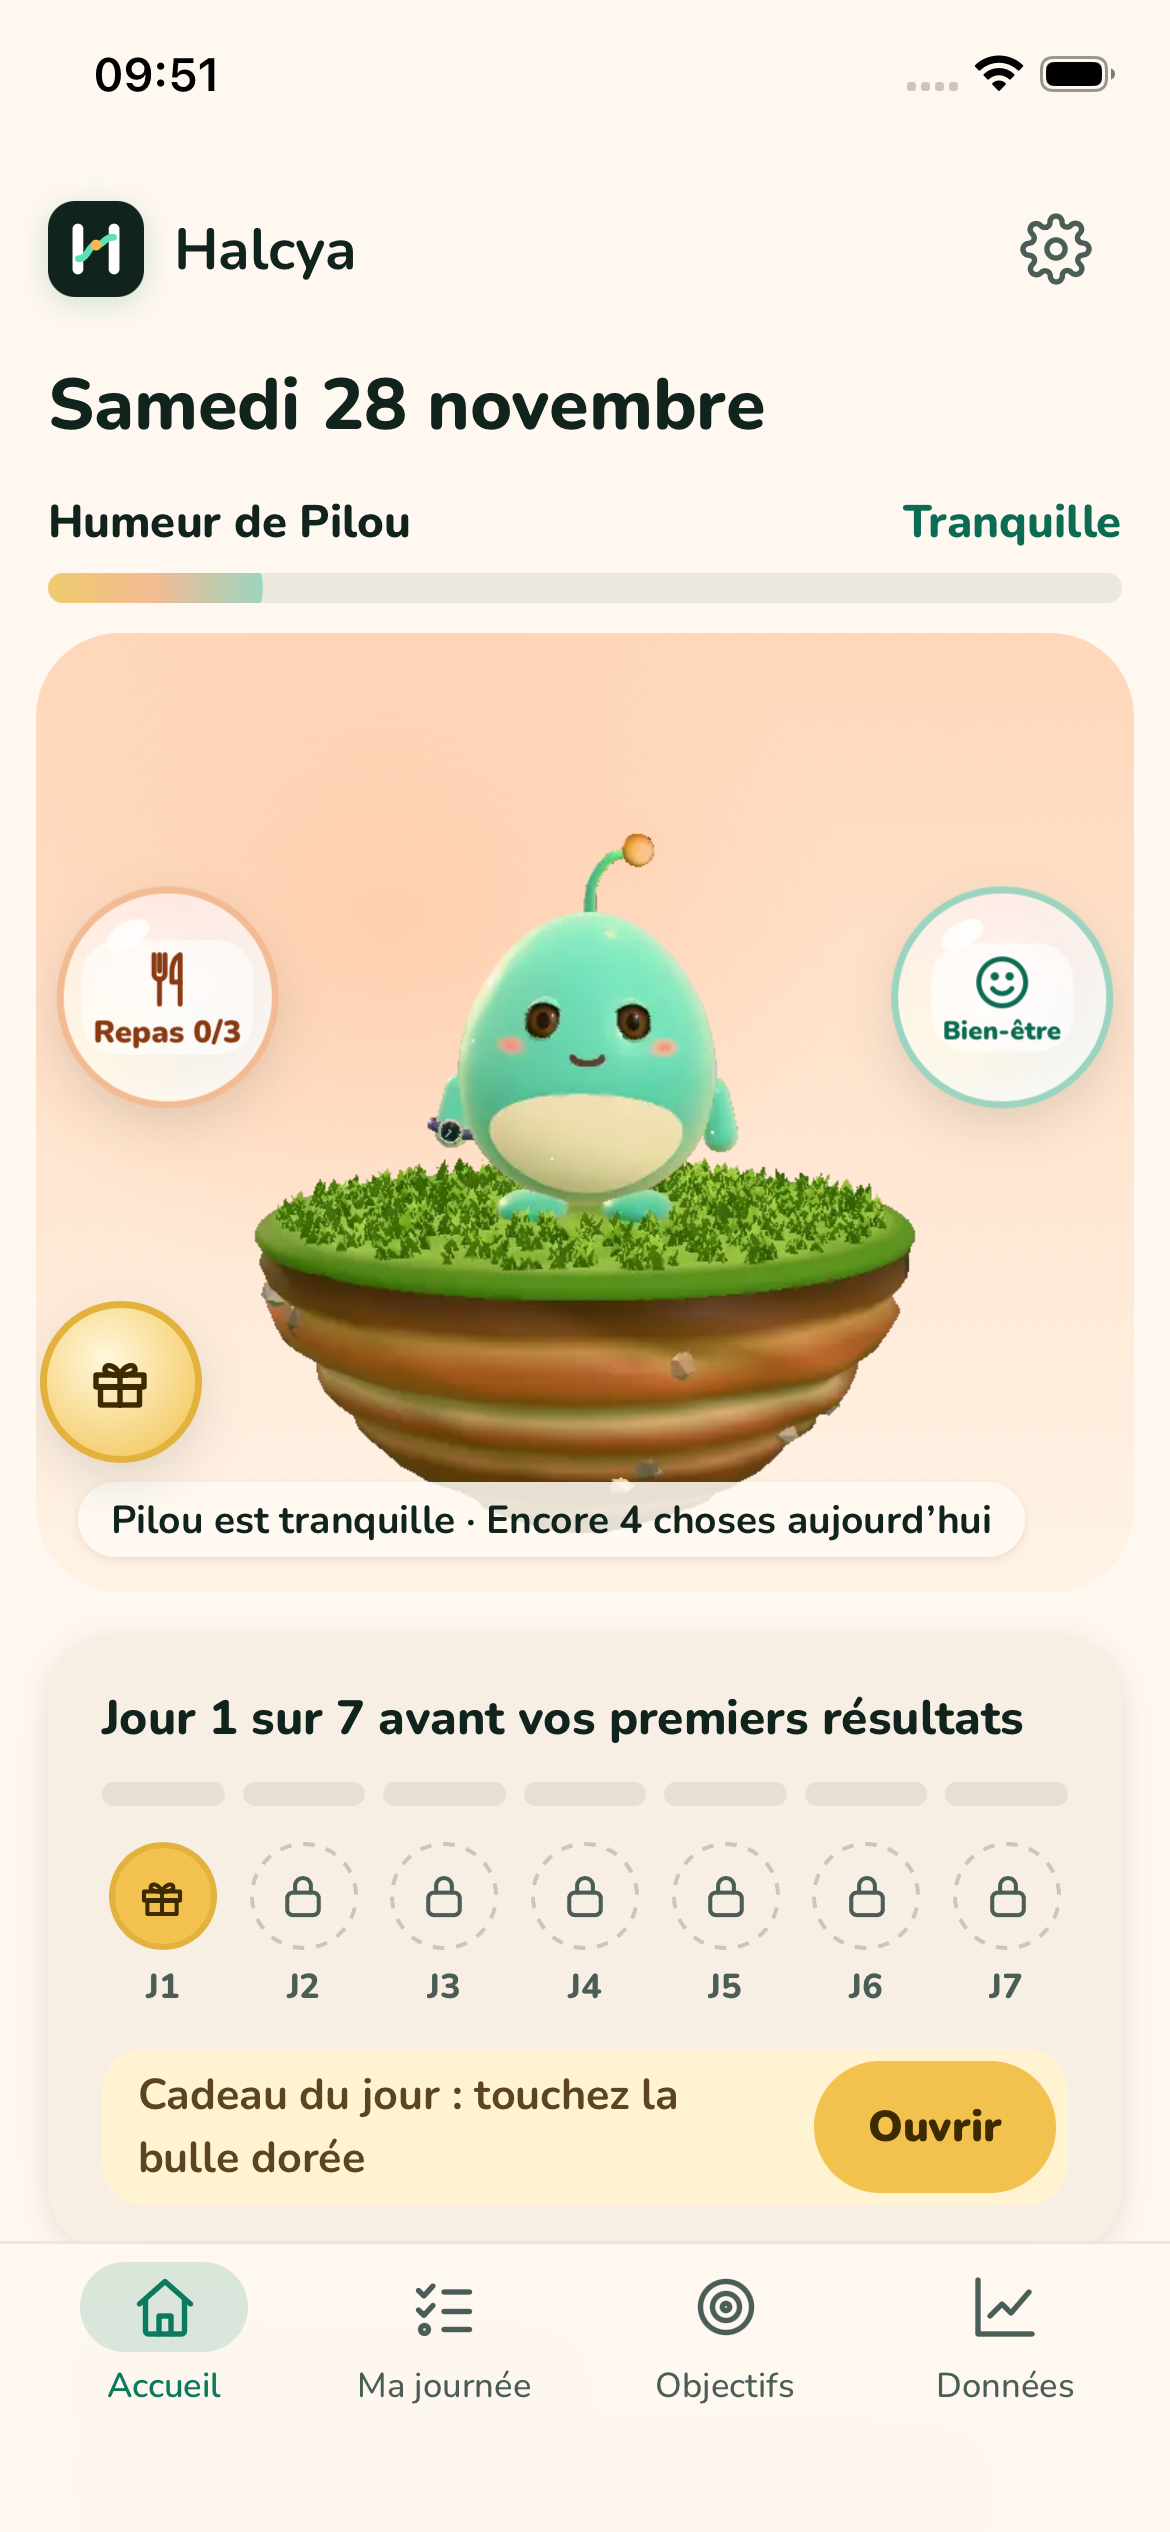 09:51
Halcya
Samedi 28 novembre
Humeur de Pilou
Tranquille
Repas 0/3
Bien-être
Pilou est tranquille · Encore 4 choses aujourd’hui
Jour 1 sur 7 avant vos premiers résultats
J1
J2
J3
J4
J5
J6
J7
Cadeau du jour : touchez la
bulle dorée
Ouvrir
Accueil
Ma journée
Objectifs
Données